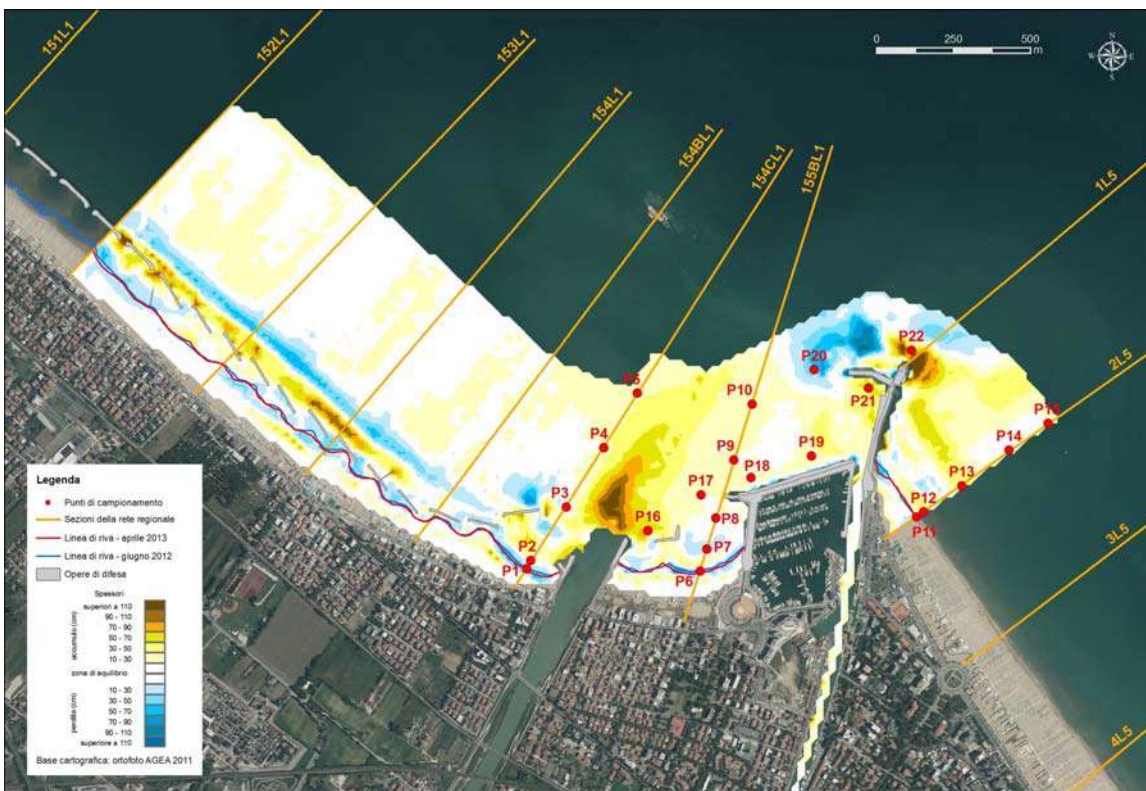 151L1
152L1
153L1
154L1
154BL1
154CL1
155BL1
1L5
2L5
3L5
4L5
0 250 500
m
N
W E
S
P22
P20
P21
P5
P10
P15
P4
P19
P14
P9
P18
P13
P17
P3
P12
P8
P11
P16
P7
P2
P1
P6
Legenda
Punti di campionamento
Sezioni della rete regionale
Linea di riva - aprile 2013
Linea di riva - giugno 2012
Opere di difesa
Spessori
accumulo (cm)
superiori a 110
90 - 110
70 - 90
50 - 70
30 - 50
10 - 30
zona di equilibrio
perdita (cm)
10 - 30
30 - 50
50 - 70
70 - 90
90 - 110
superiore a 110
Base cartografica: ortofoto AGEA 2011